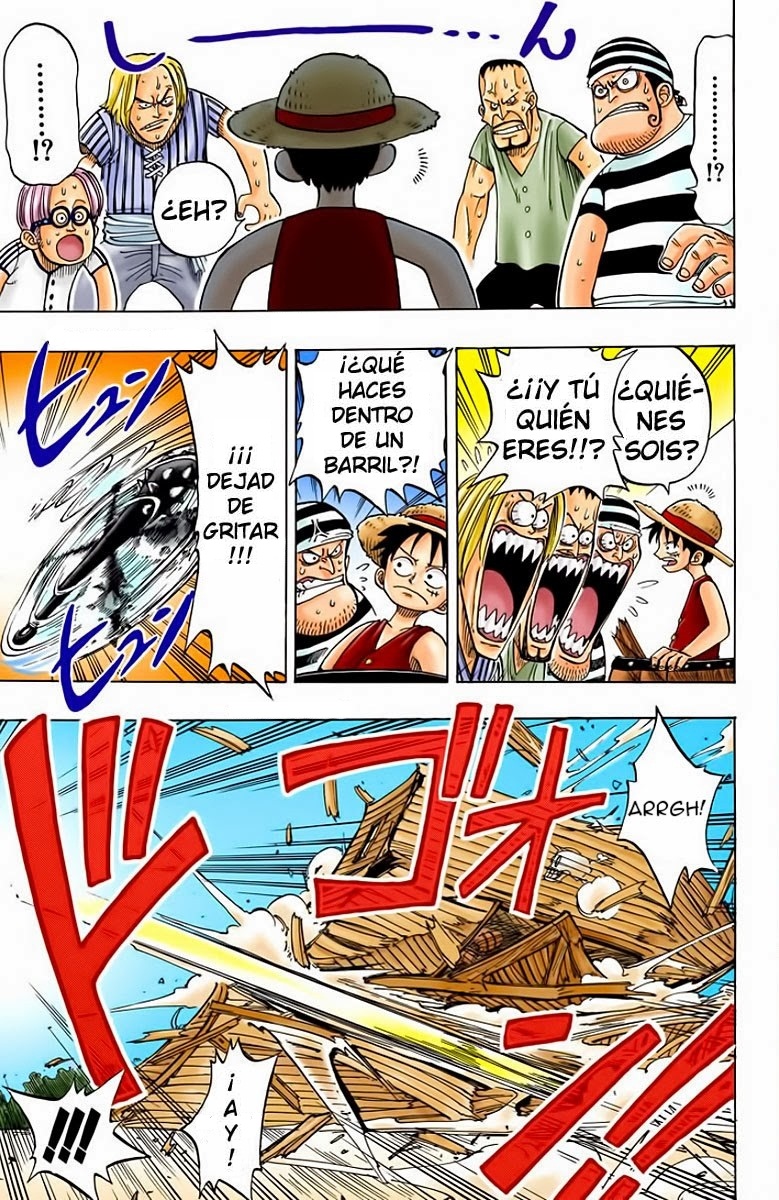 しーーー…ん
………
!?
¿EH?
………
!?
¿QUIÉ-
NES
SOIS?
¿¡¡Y TÚ
QUIÉN
ERES!!?
¡¿QUÉ
HACES
DENTRO
DE UN
BARRIL?!
¡¡¡
DEJAD
DE
GRITAR
!!!
ヒュン
ヒュン
ARRGH!
ドゴオ
!!
¡AY!
!!!